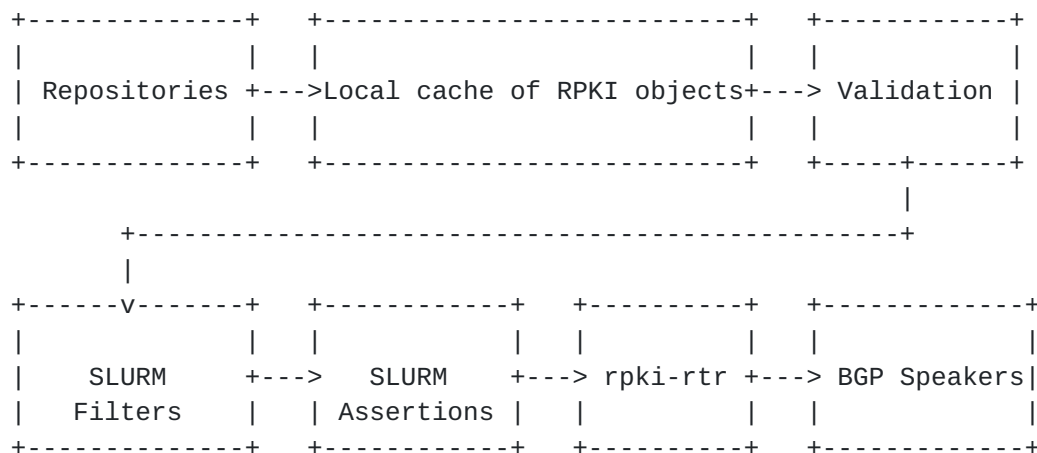 +--------------+   +---------------------------+   +------------+
|              |   |                           |   |            |
| Repositories +--->Local cache of RPKI objects+---> Validation |
|              |   |                           |   |            |
+--------------+   +---------------------------+   +-----+------+
                                                         |
       +-------------------------------------------------+
       |
+------v-------+   +------------+   +----------+   +-------------+
|              |   |            |   |          |   |             |
|    SLURM     +--->   SLURM    +---> rpki-rtr +---> BGP Speakers|
|   Filters    |   | Assertions |   |          |   |             |
+--------------+   +------------+   +----------+   +-------------+